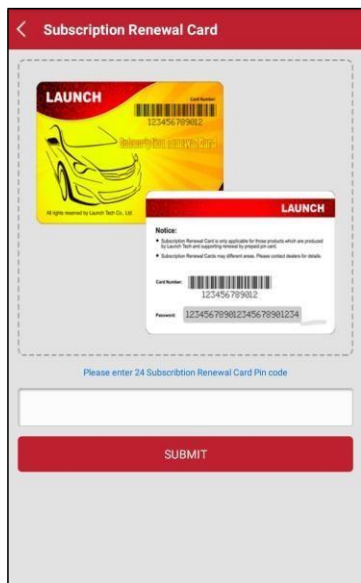 Subscription Renewal Card
LAUNCH
Card Number:
123456789012
Subscription Renewal Card
All rights reserved by Launch Tech Co., Ltd.
LAUNCH
Notice:
Subscription Renewal Card is only applicable for those products which are produced
by Launch Tech and supporting renewal by prepaid pin card.
Subscription Renewal Cards may different areas. Please contact dealers for details.
Card Number:
123456789012
Password: 123456789012345678901234
Please enter 24 Subscribtion Renewal Card Pin code
SUBMIT